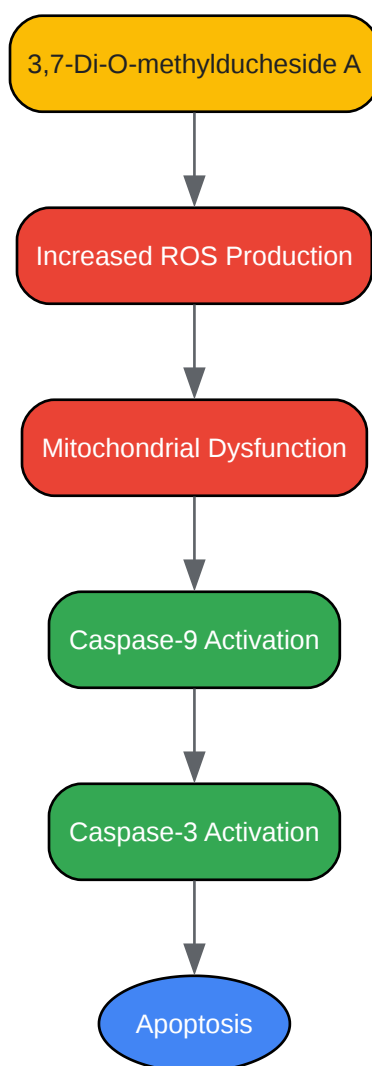 3,7-Di-O-methylducheside A
Increased ROS Production
Mitochondrial Dysfunction
Caspase-9 Activation
Caspase-3 Activation
Apoptosis